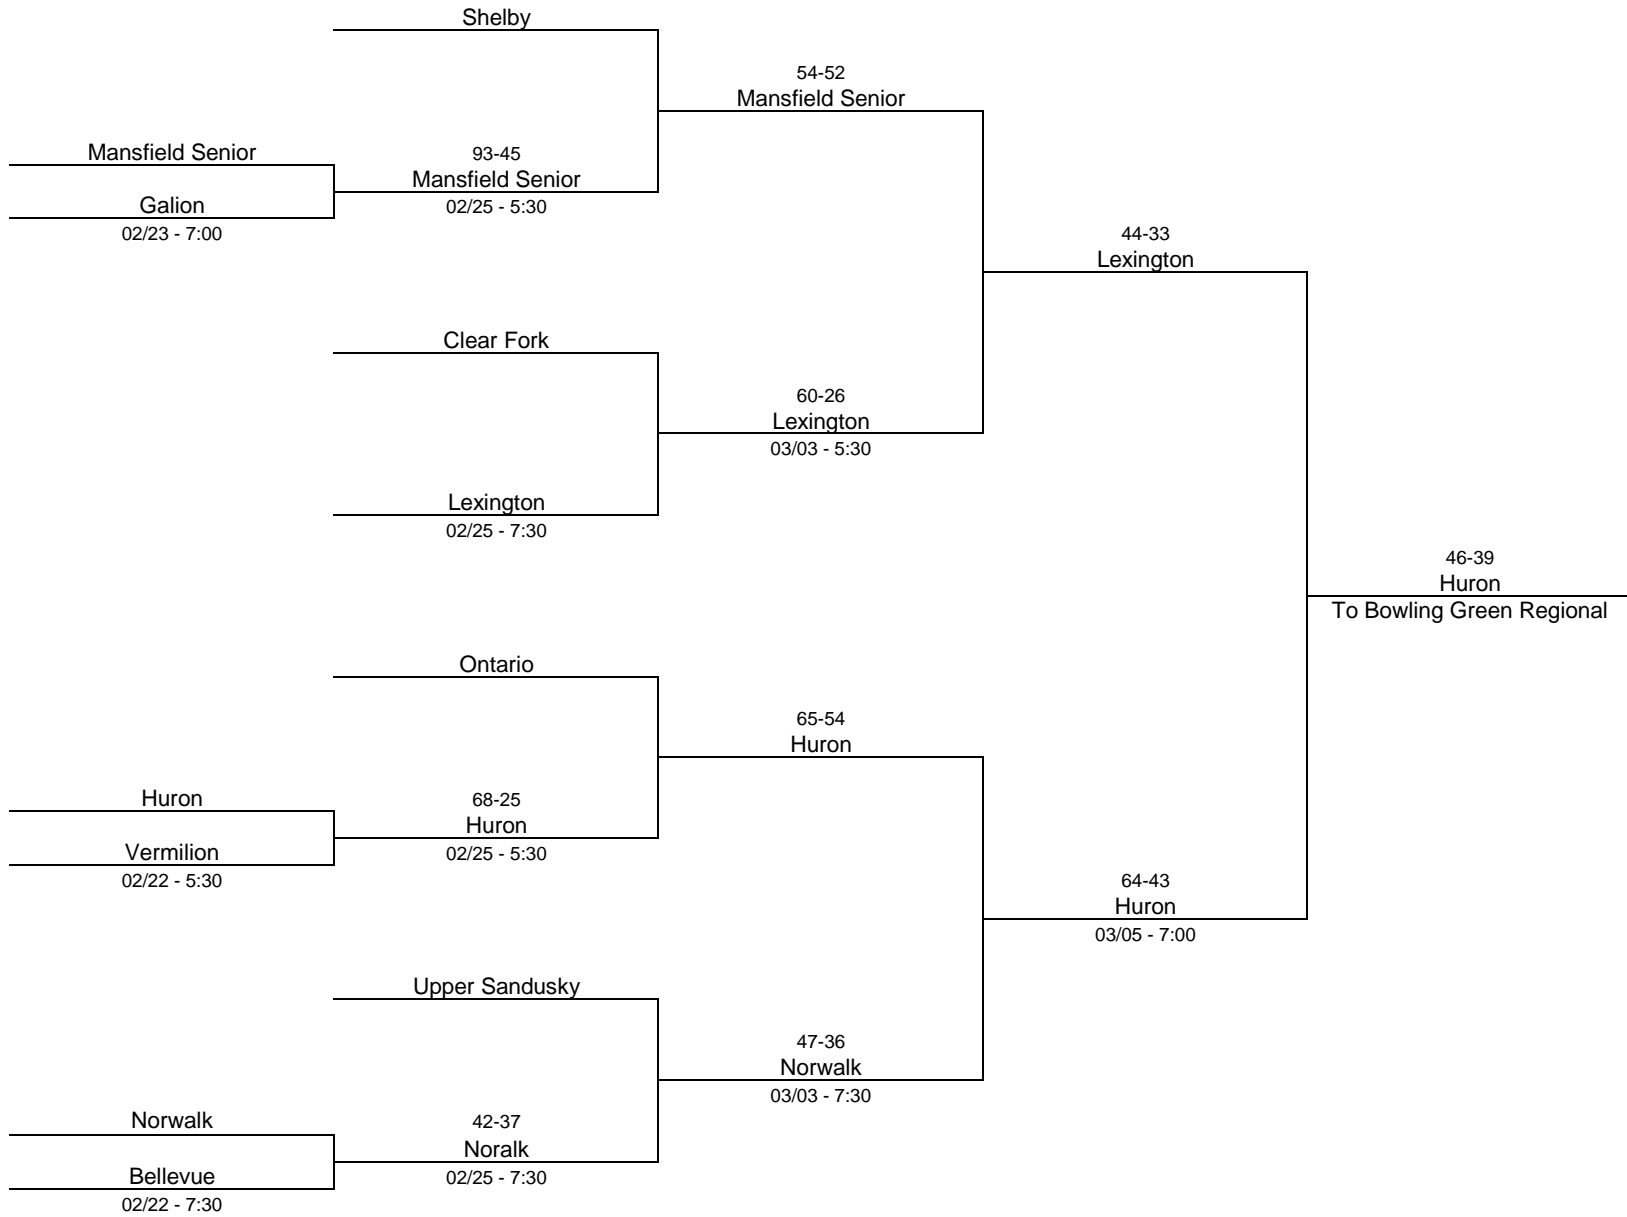 Shelby
54-52
Mansfield Senior
Mansfield Senior
93-45
Mansfield Senior
Galion
02/25 - 5:30
02/23 - 7:00
44-33
Lexington
Clear Fork
60-26
Lexington
03/03 - 5:30
Lexington
02/25 - 7:30
46-39
Huron
To Bowling Green Regional
Ontario
65-54
Huron
Huron
68-25
Huron
Vermilion
02/25 - 5:30
02/22 - 5:30
64-43
Huron
03/05 - 7:00
Upper Sandusky
47-36
Norwalk
03/03 - 7:30
Norwalk
42-37
Noralk
Bellevue
02/25 - 7:30
02/22 - 7:30